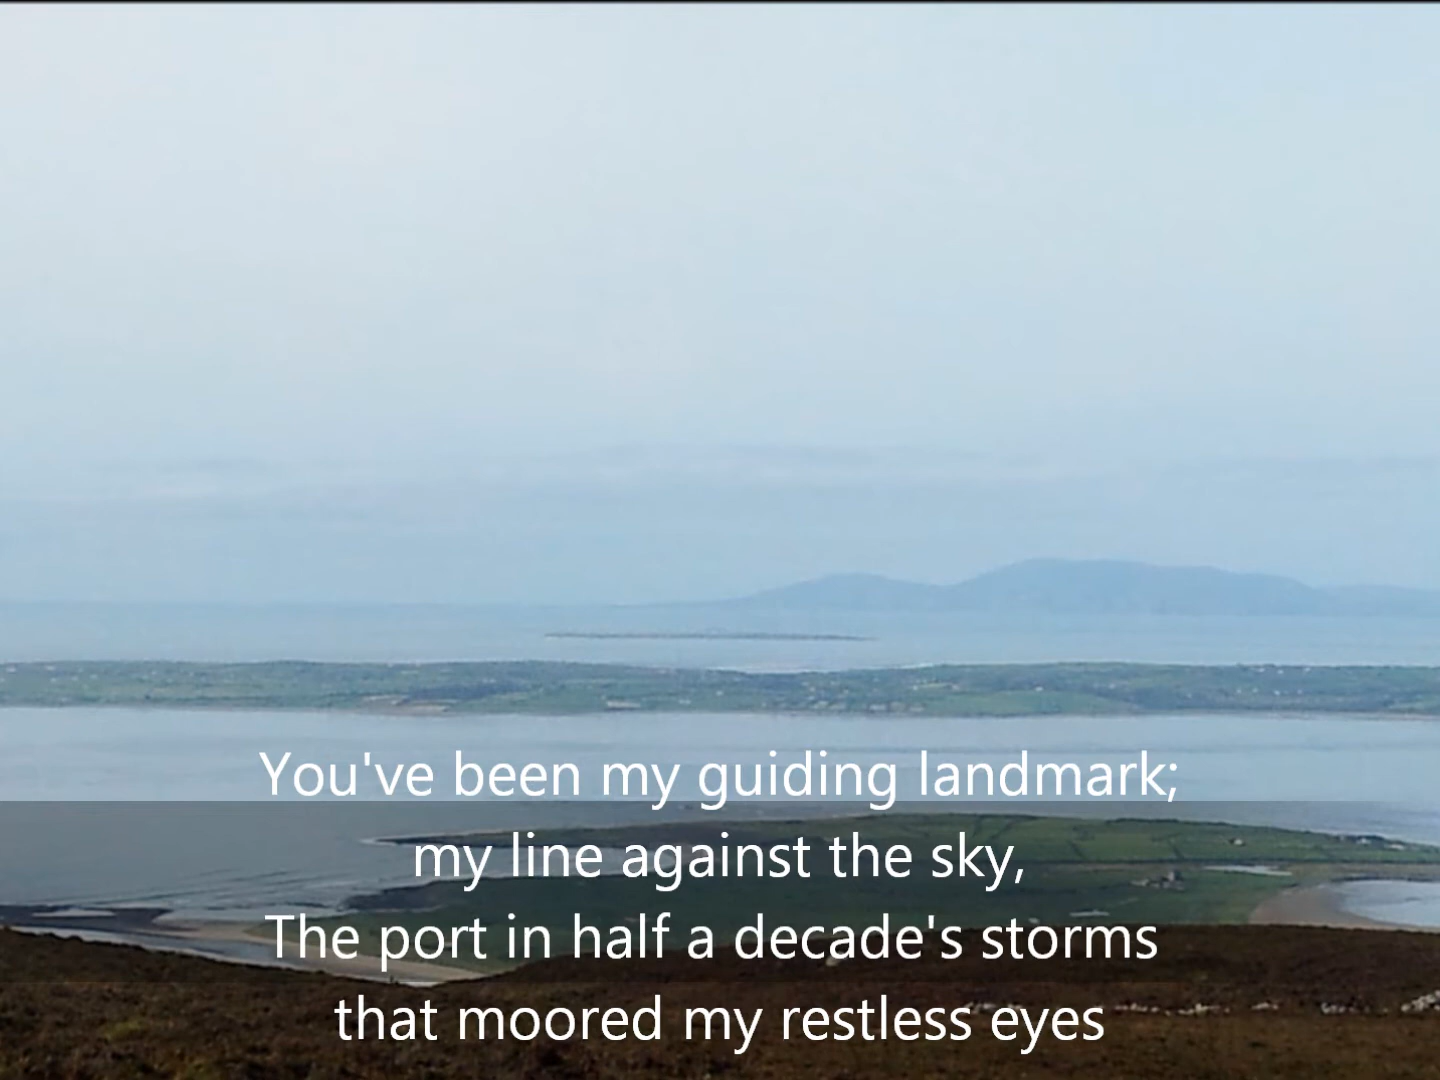 You've been my guiding landmark;
my line against the sky,
The port in half a decade's storms
that moored my restless eyes